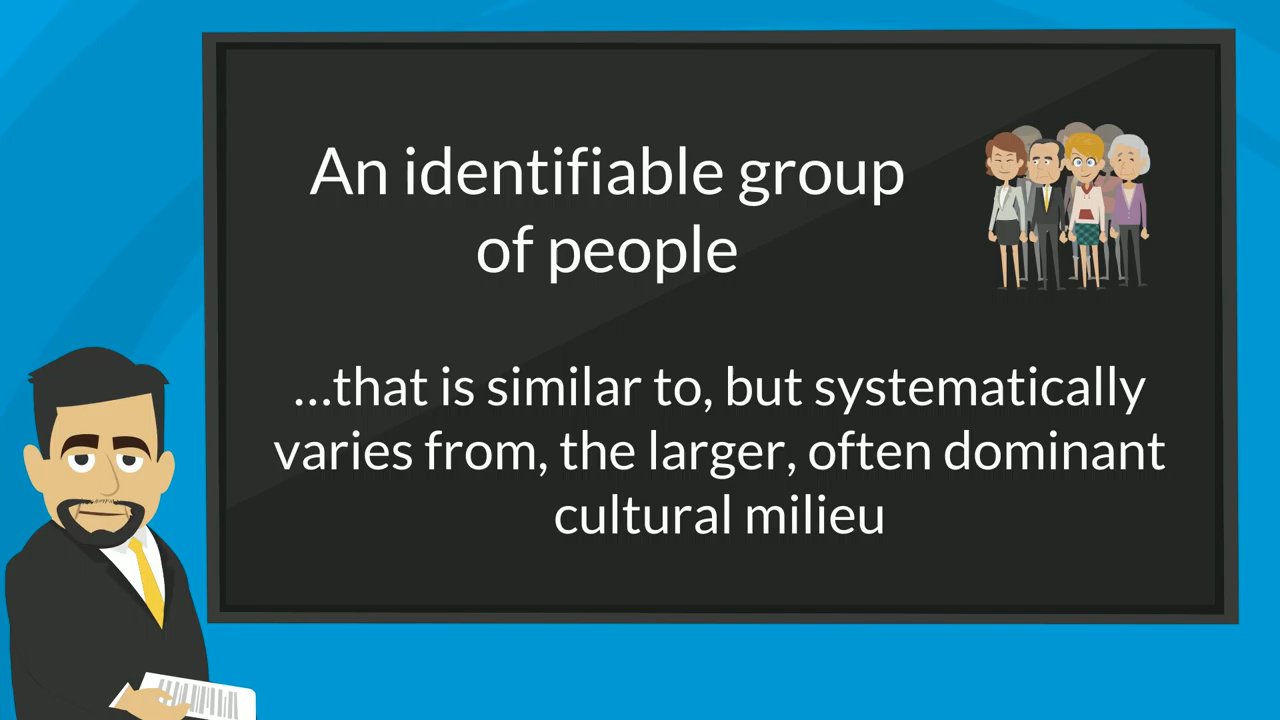 An identifiable group
of people
...that is similar to, but systematically
varies from, the larger, often dominant
cultural milieu